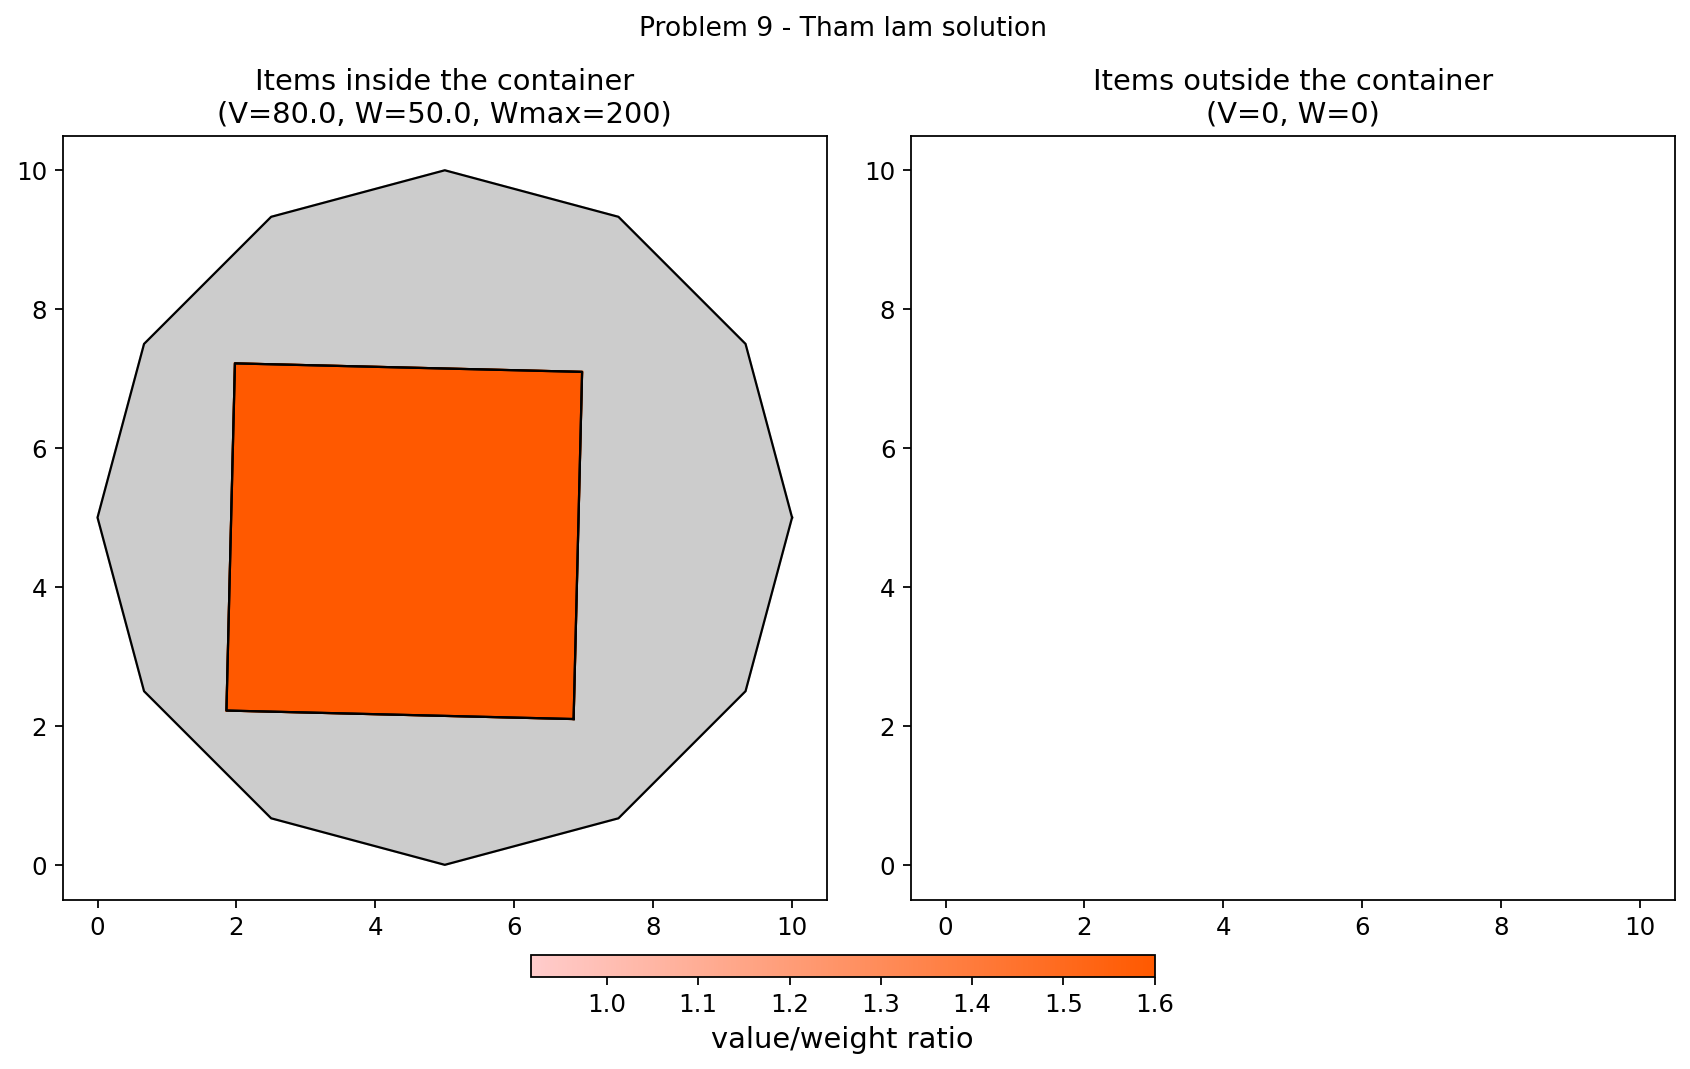 Problem 9 - Tham lam solution
Items inside the container
(V=80.0, W=50.0, Wmax=200)
10
8
6
4
2
0
0 2 4 6 8 10
Items outside the container
(V=0, W=0)
10
8
6
4
2
0
0 2 4 6 8 10
1.0 1.1 1.2 1.3 1.4 1.5 1.6
value/weight ratio